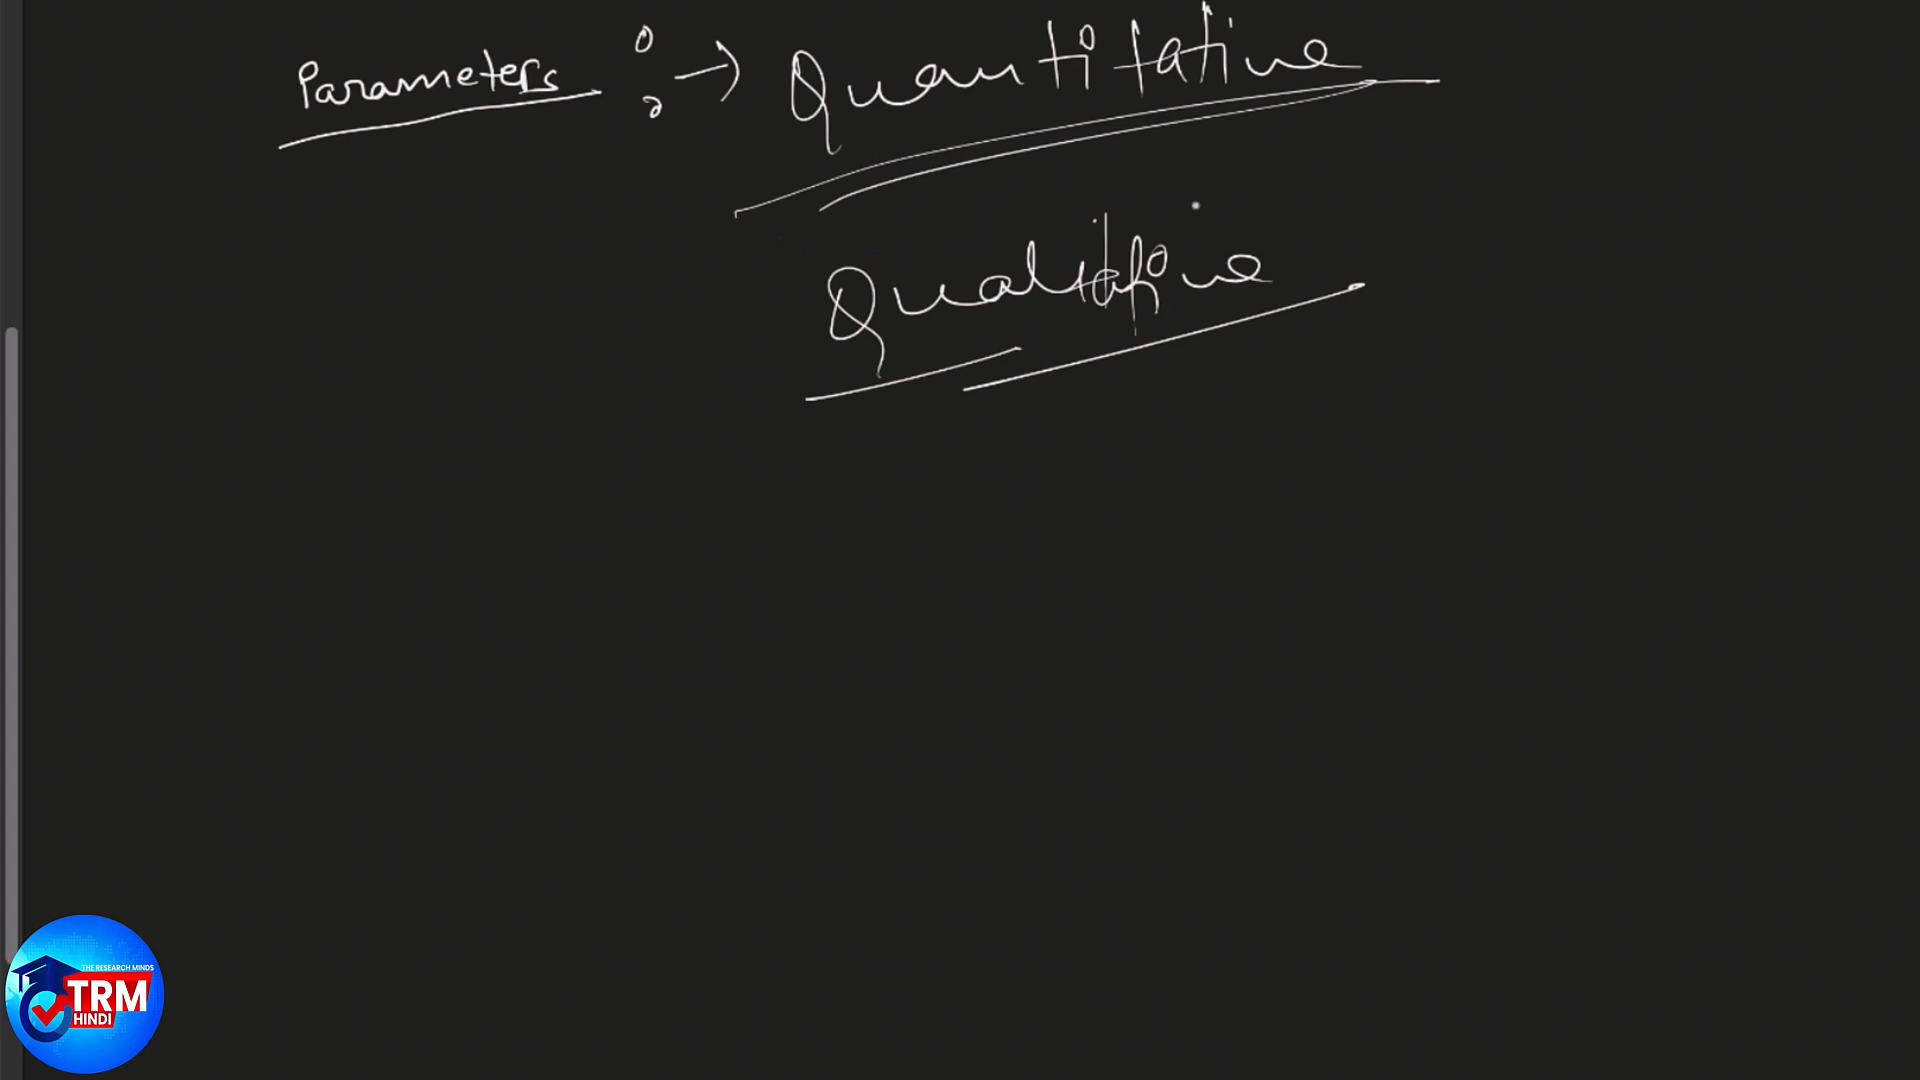 Parameters :→ Quantitative
Qualitative
THE RESEARCH MINDS
TRM
HINDI